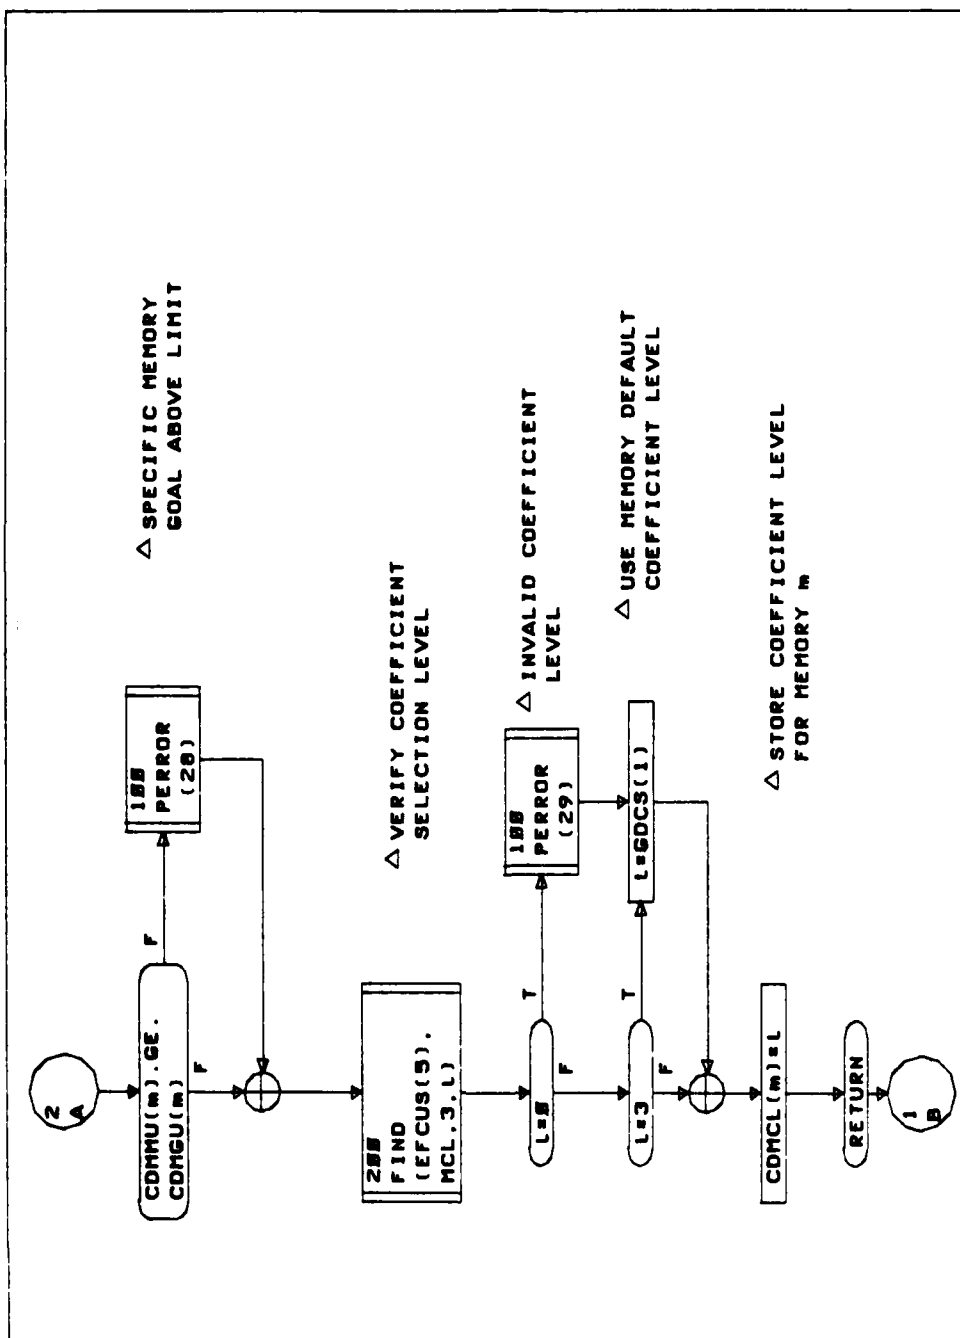 2
A
CDMMU(m).GE.
CDMGU(m)
F
F
100
PERROR
(28)
△ SPECIFIC MEMORY
GOAL ABOVE LIMIT
200
FIND
(EFCUS(5),
MCL,3,L)
△ VERIFY COEFFICIENT
SELECTION LEVEL
L=0
T
F
100
PERROR
(29)
△ INVALID COEFFICIENT
LEVEL
L=3
T
F
L=GDCS(1)
△ USE MEMORY DEFAULT
COEFFICIENT LEVEL
CDMCL(m)=L
△ STORE COEFFICIENT LEVEL
FOR MEMORY m
RETURN
1
B